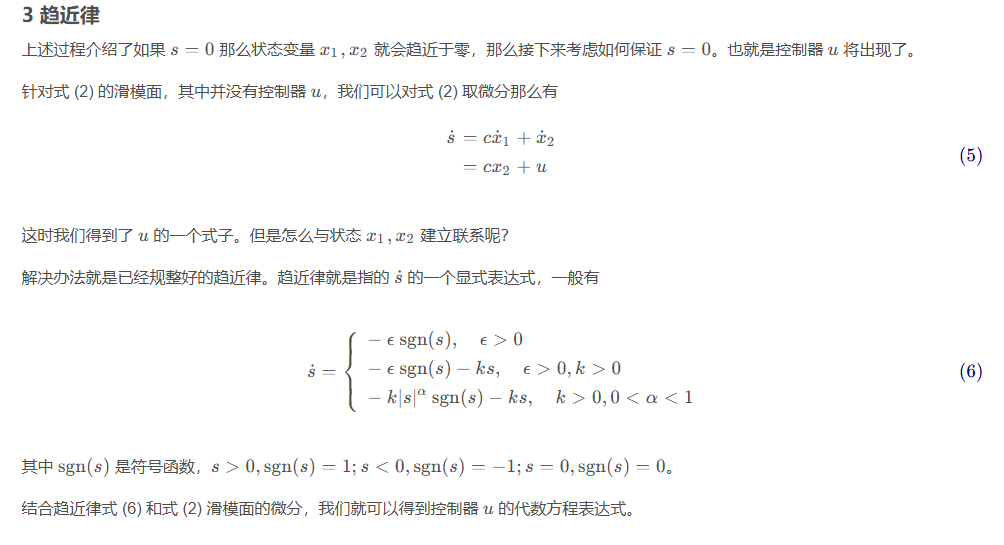 3 趋近律
上述过程介绍了如果 s = 0 那么状态变量 x₁, x₂ 就会趋近于零，那么接下来考虑如何保证 s = 0。也就是控制器 u 将出现了。
针对式 (2) 的滑模面，其中并没有控制器 u，我们可以对式 (2) 取微分那么有
ṡ = cẋ₁ + ẋ₂
= cx₂ + u
(5)
这时我们得到了 u 的一个式子。但是怎么与状态 x₁, x₂ 建立联系呢？
解决办法就是已经规整好的趋近律。趋近律就是指的 ṡ 的一个显式表达式，一般有
ṡ = { − ϵ sgn(s), ϵ > 0
− ϵ sgn(s) − ks, ϵ > 0, k > 0
− k|s|^α sgn(s) − ks, k > 0, 0 < α < 1
(6)
其中 sgn(s) 是符号函数，s > 0, sgn(s) = 1; s < 0, sgn(s) = −1; s = 0, sgn(s) = 0。
结合趋近律式 (6) 和式 (2) 滑模面的微分，我们就可以得到控制器 u 的代数方程表达式。